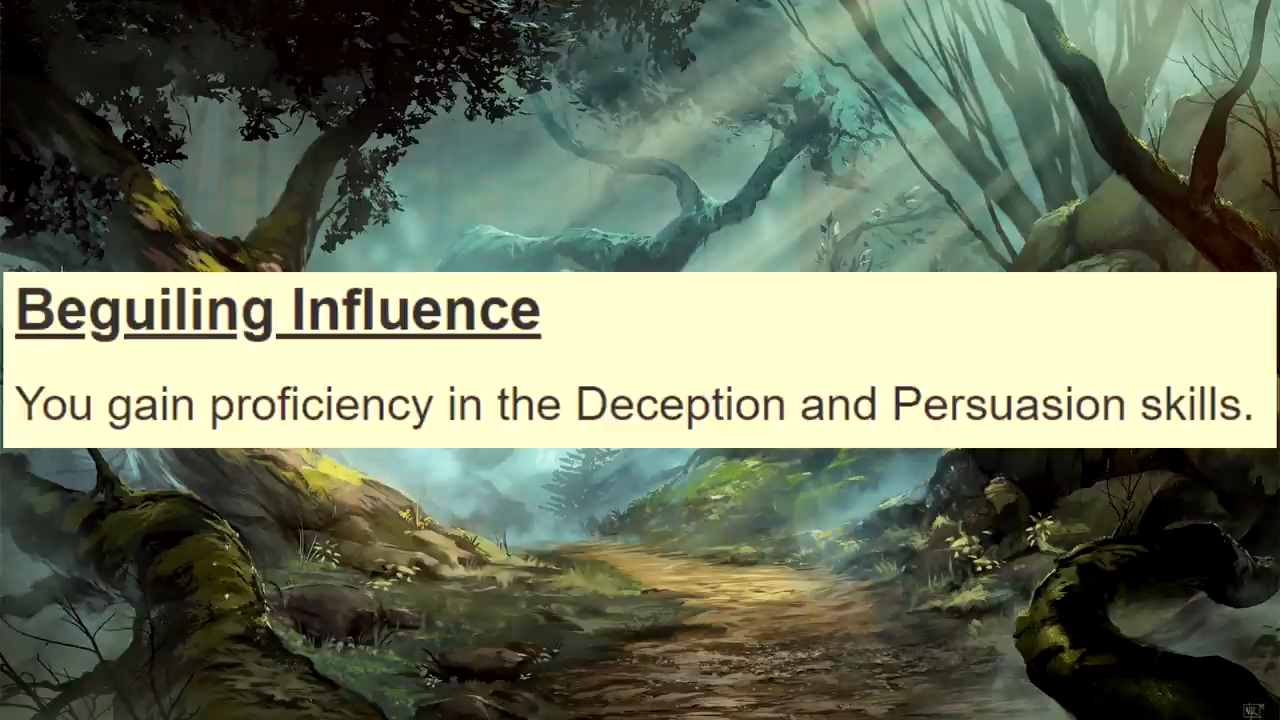 Beguiling Influence
You gain proficiency in the Deception and Persuasion skills.